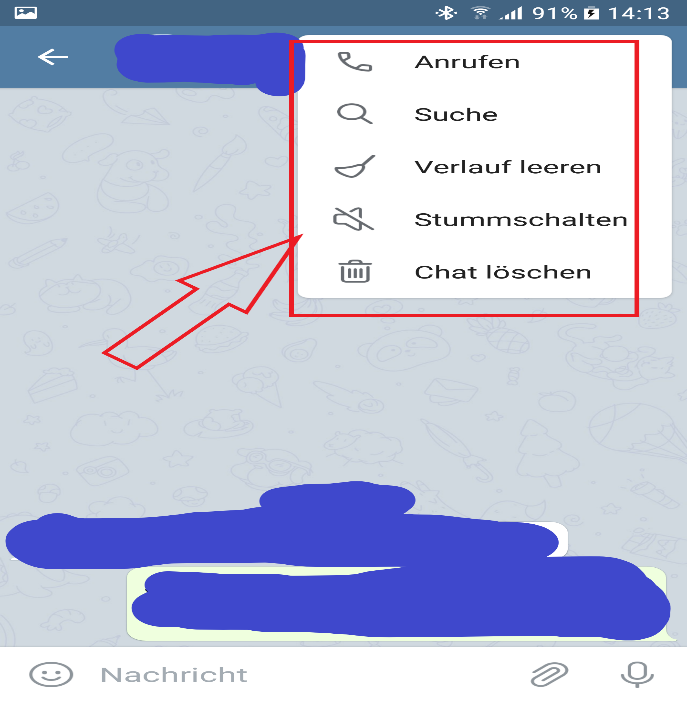 91% 14:13
Anrufen
Suche
Verlauf leeren
Stummschalten
Chat löschen
Nachricht